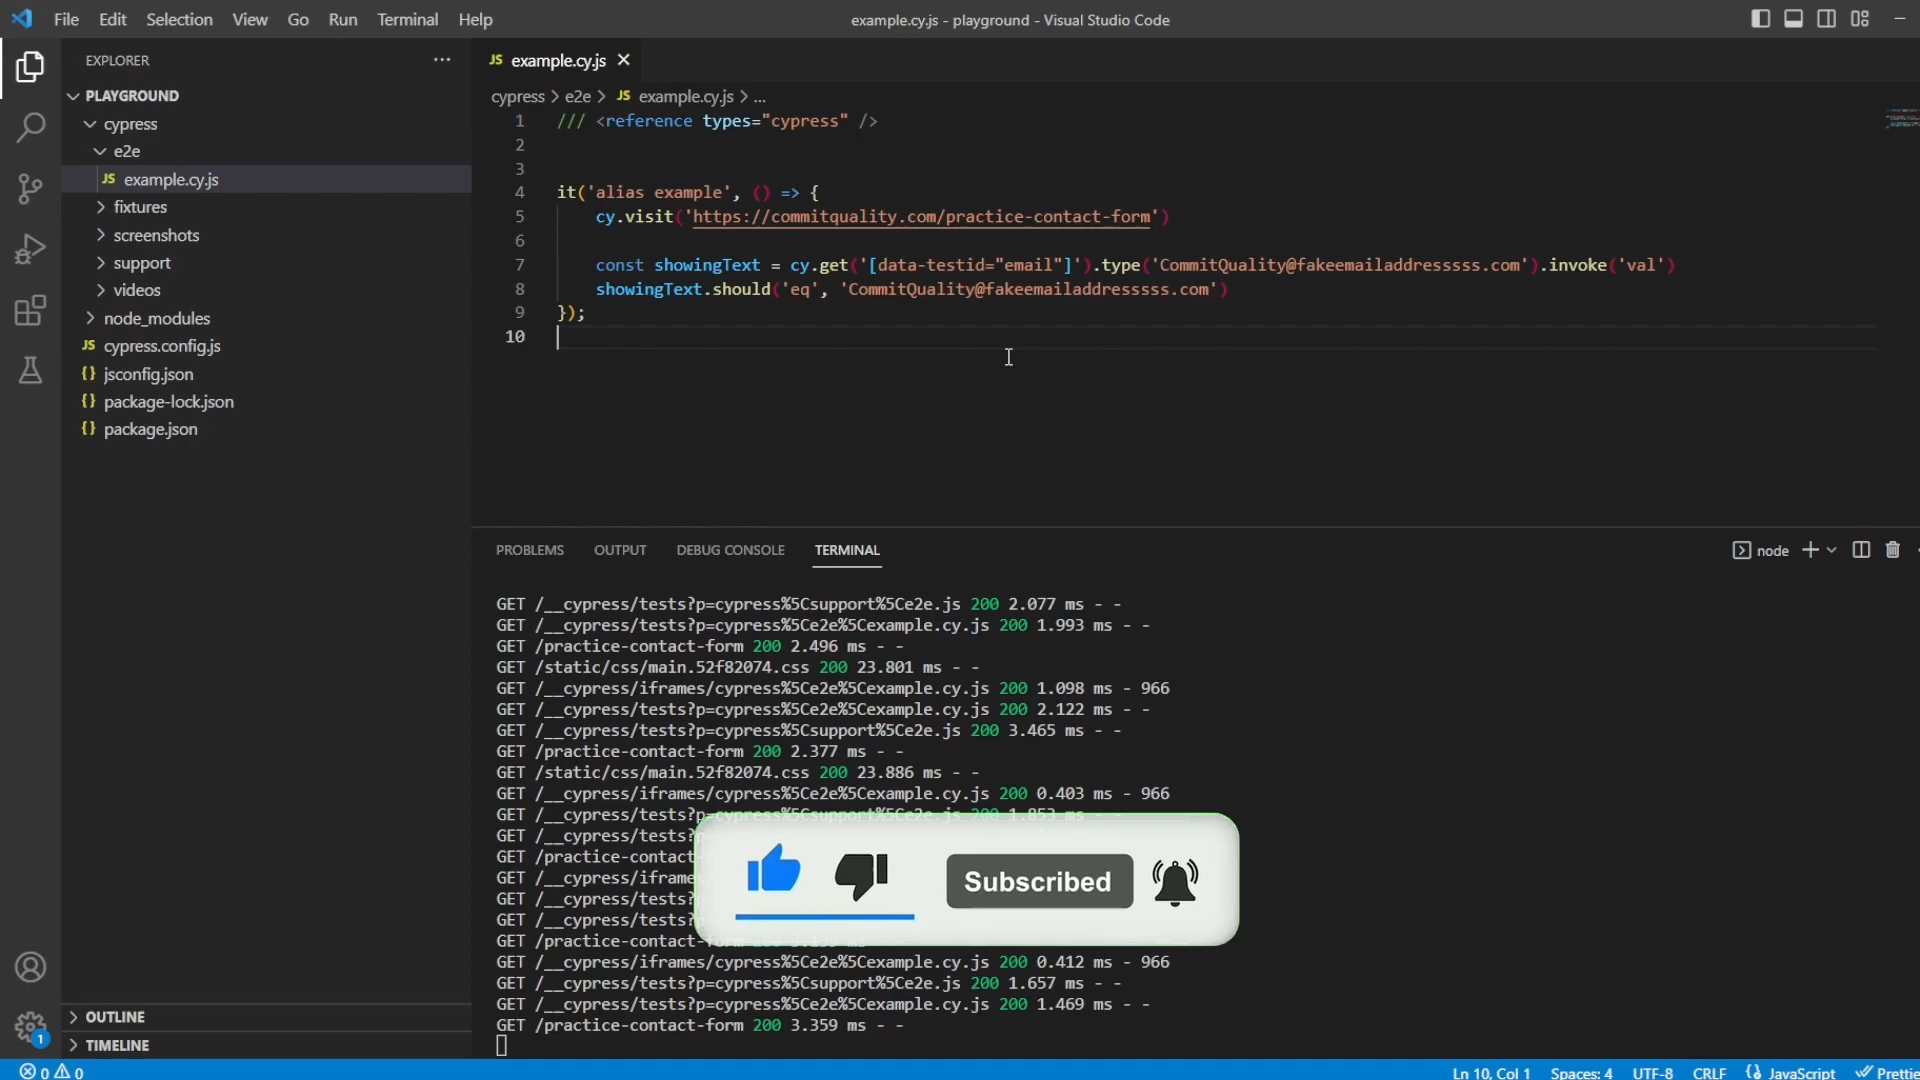 File Edit Selection View Go Run Terminal Help
example.cy.js - playground - Visual Studio Code
EXPLORER
PLAYGROUND
cypress
e2e
JS example.cy.js
fixtures
screenshots
support
videos
node_modules
JS cypress.config.js
{} jsconfig.json
{} package-lock.json
{} package.json
OUTLINE
TIMELINE
1
JS example.cy.js
cypress > e2e > JS example.cy.js > ...
1 /// <reference types="cypress" />
2
3
4 it('alias example', () => {
5 cy.visit('https://commitquality.com/practice-contact-form')
6
7 const showingText = cy.get('[data-testid="email"]').type('CommitQuality@fakeemailaddresssss.com').invoke('val')
8 showingText.should('eq', 'CommitQuality@fakeemailaddresssss.com')
9 });
10
PROBLEMS OUTPUT DEBUG CONSOLE TERMINAL
node
GET /__cypress/tests?p=cypress%5Csupport%5Ce2e.js 200 2.077 ms - -
GET /__cypress/tests?p=cypress%5Ce2e%5Cexample.cy.js 200 1.993 ms - -
GET /practice-contact-form 200 2.496 ms - -
GET /static/css/main.52f82074.css 200 23.801 ms - -
GET /__cypress/iframes/cypress%5Ce2e%5Cexample.cy.js 200 1.098 ms - 966
GET /__cypress/tests?p=cypress%5Ce2e%5Cexample.cy.js 200 2.122 ms - -
GET /__cypress/tests?p=cypress%5Csupport%5Ce2e.js 200 3.465 ms - -
GET /practice-contact-form 200 2.377 ms - -
GET /static/css/main.52f82074.css 200 23.886 ms - -
GET /__cypress/iframes/cypress%5Ce2e%5Cexample.cy.js 200 0.403 ms - 966
GET /__cypress/tests?p=cypress%5Csupport%5Ce2e.js 200 1.853 ms - -
GET /__cypress/tests?p
GET /practice-contact
GET /__cypress/iframe
GET /__cypress/tests?p
GET /__cypress/tests?p
GET /practice-contact-
GET /__cypress/iframes/cypress%5Ce2e%5Cexample.cy.js 200 0.412 ms - 966
GET /__cypress/tests?p=cypress%5Csupport%5Ce2e.js 200 1.657 ms - -
GET /__cypress/tests?p=cypress%5Ce2e%5Cexample.cy.js 200 1.469 ms - -
GET /practice-contact-form 200 3.359 ms - -
Subscribed
0 0
Ln 10, Col 1 Spaces: 4 UTF-8 CRLF {} JavaScript Prettie